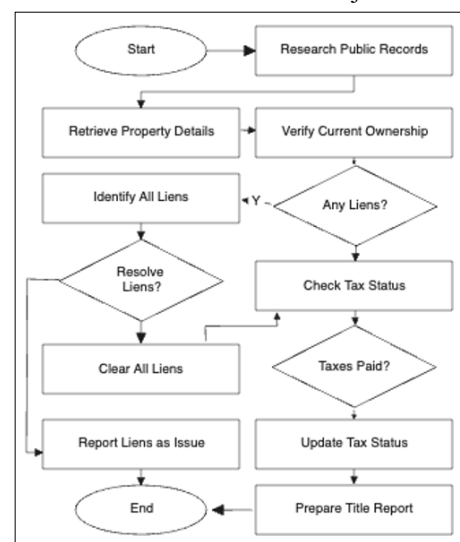 Start
Research Public Records
Retrieve Property Details
Verify Current Ownership
Identify All Liens
Y
Any Liens?
Resolve
Liens?
Check Tax Status
Clear All Liens
Taxes Paid?
Report Liens as Issue
Update Tax Status
End
Prepare Title Report